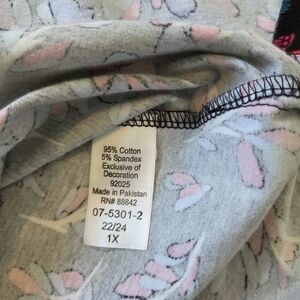 95% Cotton
5% Spandex
Exclusive of
Decoration
92025
Made in Pakistan
RN# 88842
07-5301-2
22/24
1X